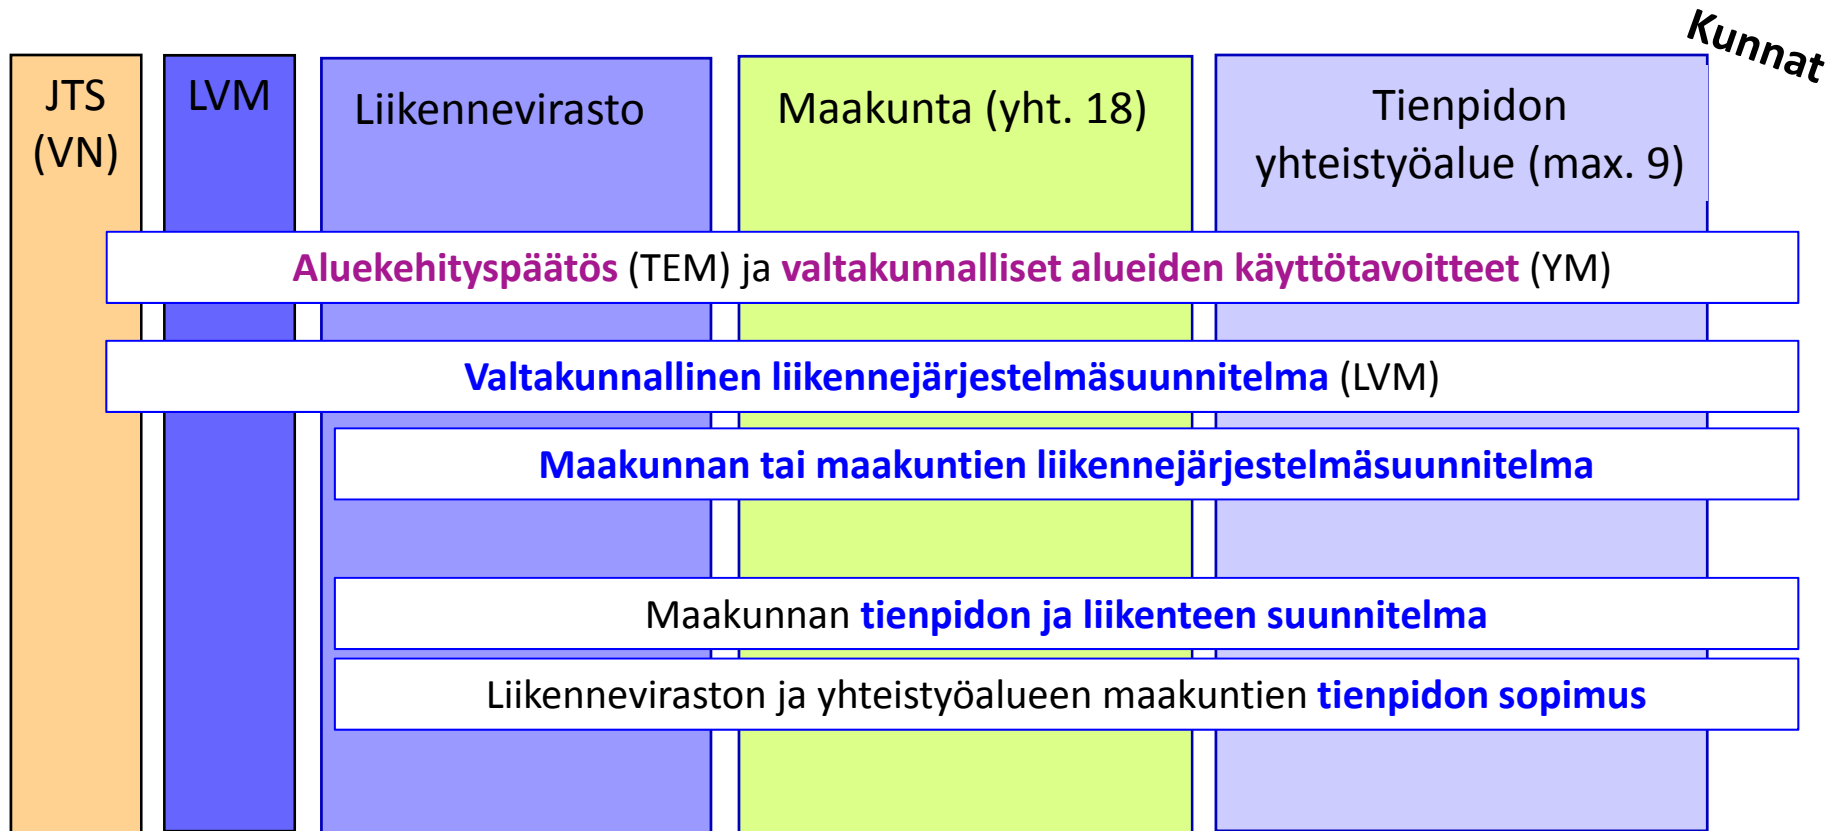 Kunnat
JTS
(VN)
LVM
Liikennevirasto
Maakunta (yht. 18)
Tienpidon
yhteistyöalue (max. 9)
Aluekehityspäätös (TEM) ja valtakunnalliset alueiden käyttötavoitteet (YM)
Valtakunnallinen liikennejärjestelmäsuunnitelma (LVM)
Maakunnan tai maakuntien liikennejärjestelmäsuunnitelma
Maakunnan tienpidon ja liikenteen suunnitelma
Liikenneviraston ja yhteistyöalueen maakuntien tienpidon sopimus